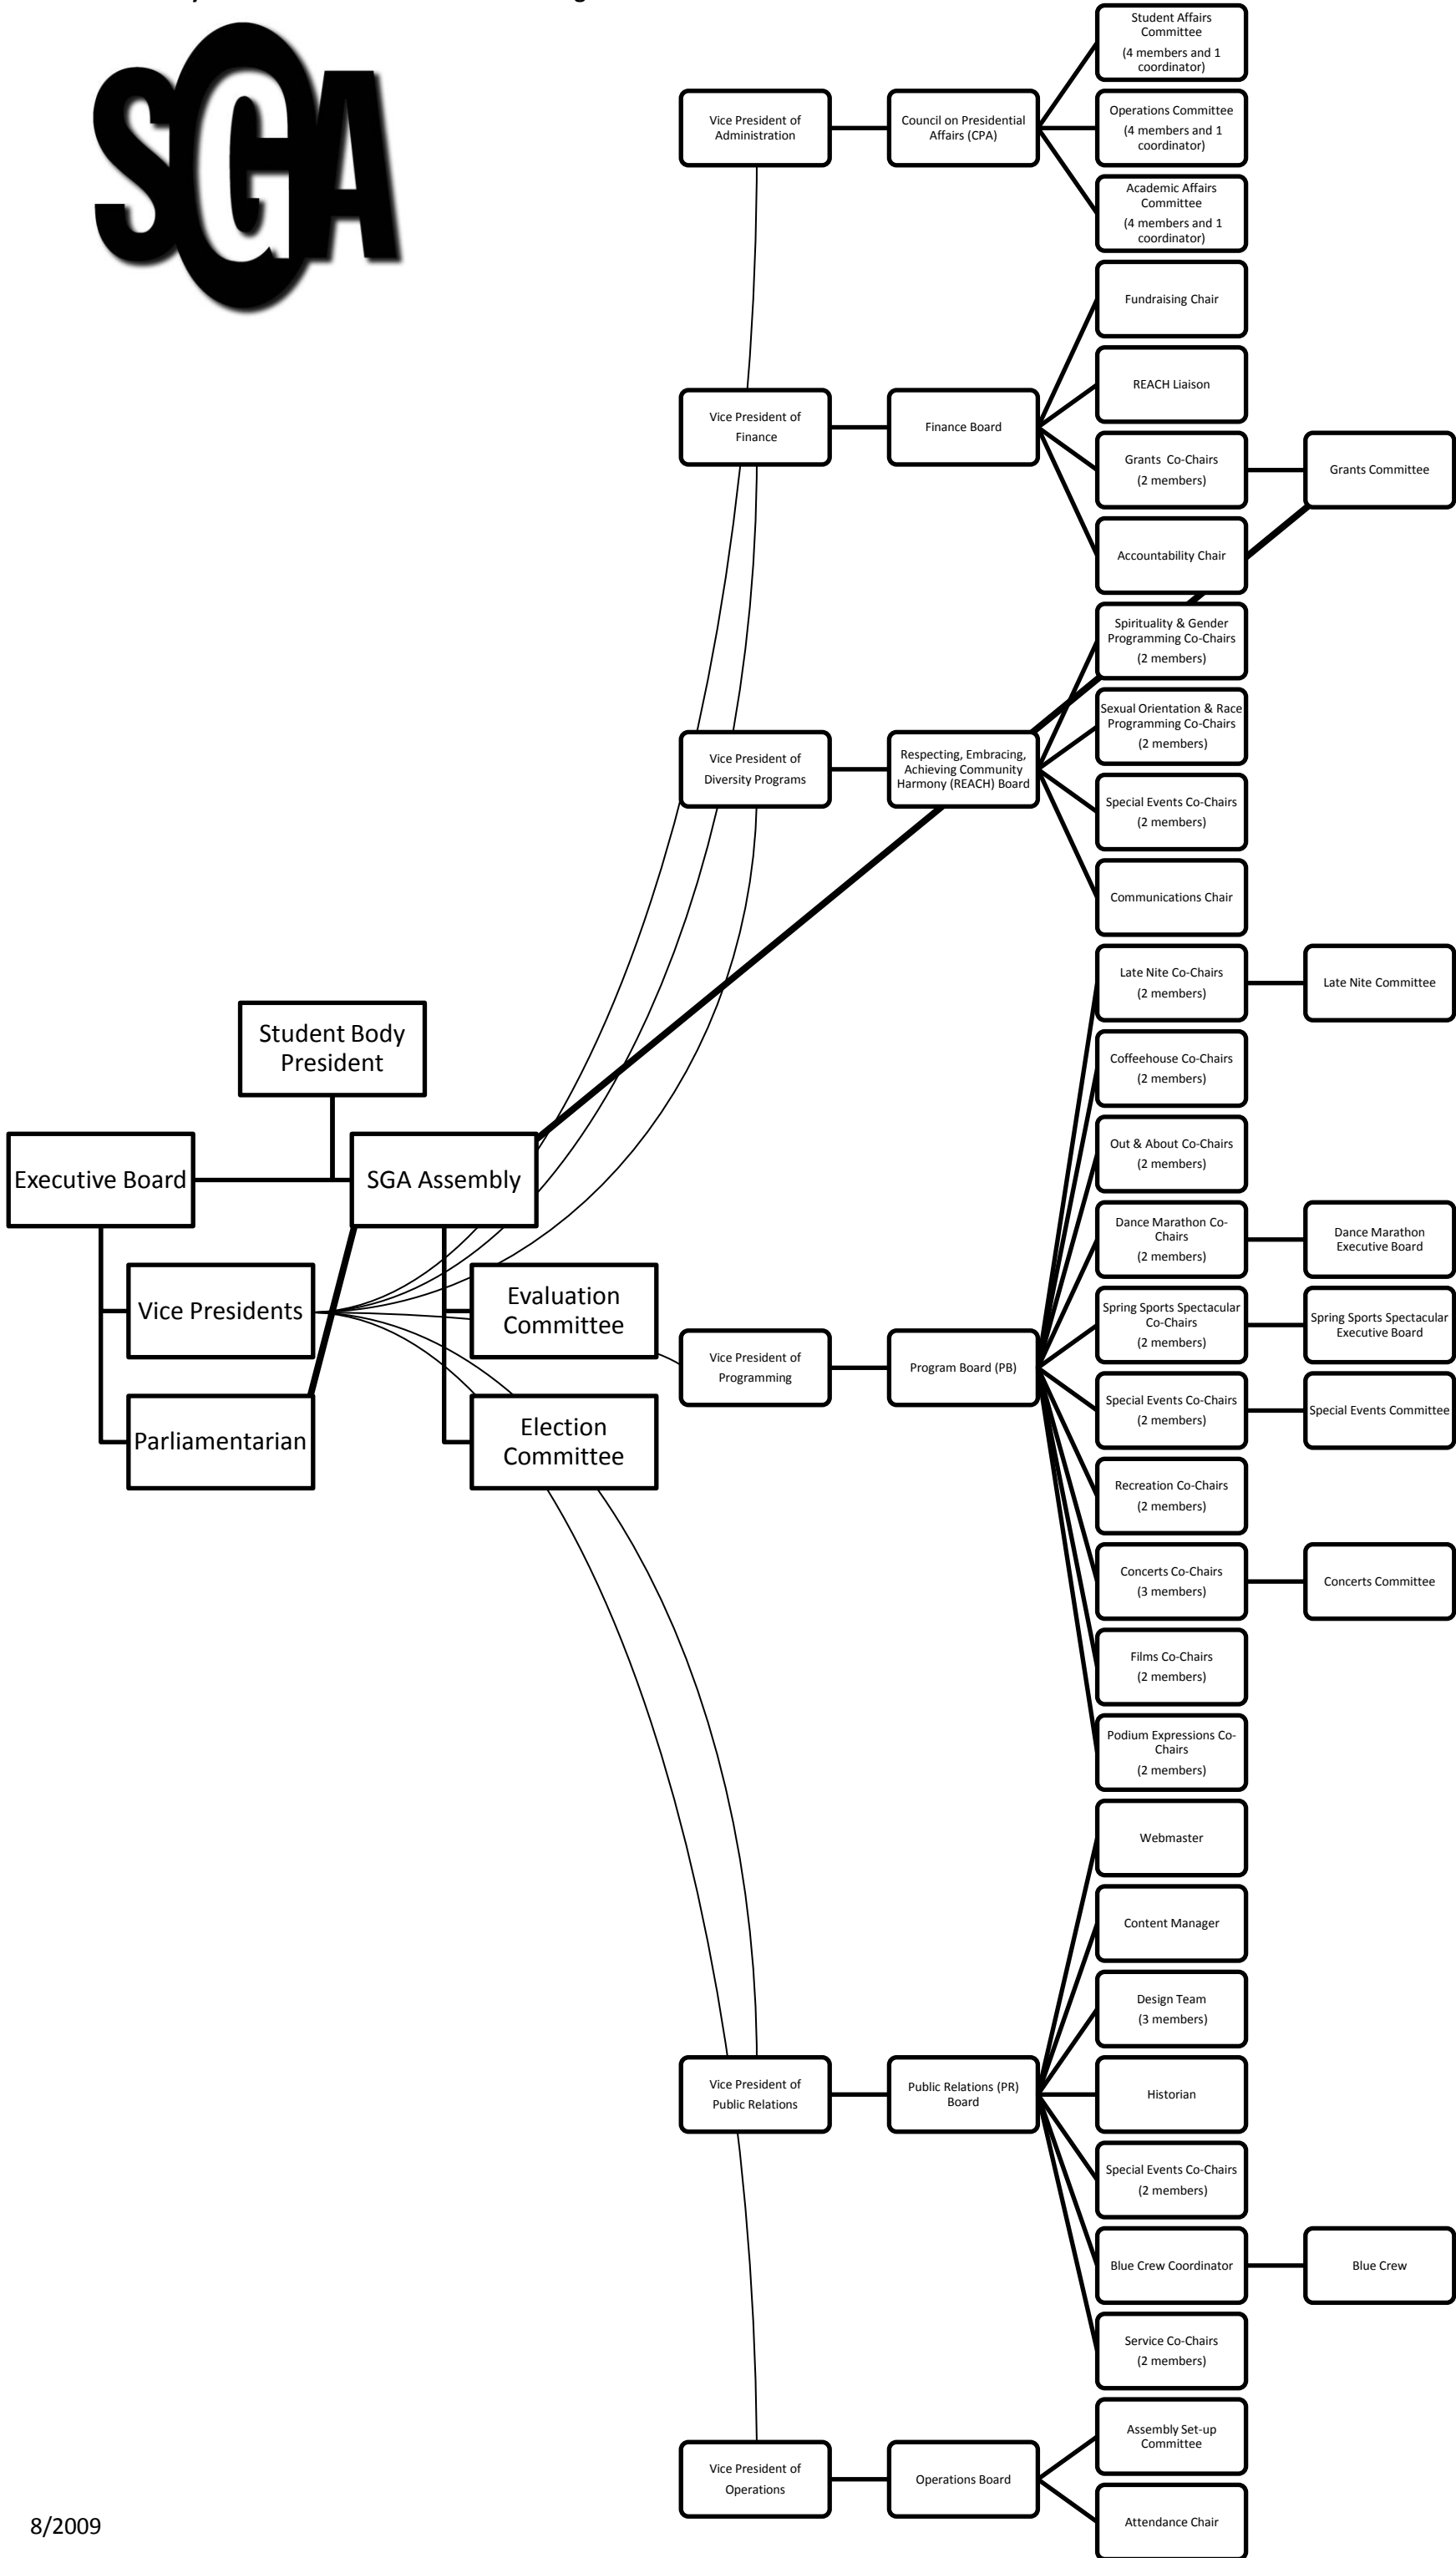 SGA
Student Affairs
Committee
(4 members and 1
coordinator)
Vice President of
Administration
Council on Presidential
Affairs (CPA)
Operations Committee
(4 members and 1
coordinator)
Academic Affairs
Committee
(4 members and 1
coordinator)
Fundraising Chair
REACH Liaison
Vice President of
Finance
Finance Board
Grants Co-Chairs
(2 members)
Grants Committee
Accountability Chair
Spirituality & Gender
Programming Co-Chairs
(2 members)
Sexual Orientation & Race
Programming Co-Chairs
(2 members)
Vice President of
Diversity Programs
Respecting, Embracing,
Achieving Community
Harmony (REACH) Board
Special Events Co-Chairs
(2 members)
Communications Chair
Late Nite Co-Chairs
(2 members)
Late Nite Committee
Student Body
President
Coffeehouse Co-Chairs
(2 members)
Executive Board
SGA Assembly
Out & About Co-Chairs
(2 members)
Dance Marathon Co-
Chairs
(2 members)
Dance Marathon
Executive Board
Vice Presidents
Evaluation
Committee
Spring Sports Spectacular
Co-Chairs
(2 members)
Spring Sports Spectacular
Executive Board
Vice President of
Programming
Program Board (PB)
Special Events Co-Chairs
(2 members)
Special Events Committee
Parliamentarian
Election
Committee
Recreation Co-Chairs
(2 members)
Concerts Co-Chairs
(3 members)
Concerts Committee
Films Co-Chairs
(2 members)
Podium Expressions Co-
Chairs
(2 members)
Webmaster
Content Manager
Design Team
(3 members)
Vice President of
Public Relations
Public Relations (PR)
Board
Historian
Special Events Co-Chairs
(2 members)
Blue Crew Coordinator
Blue Crew
Service Co-Chairs
(2 members)
Assembly Set-up
Committee
Vice President of
Operations
Operations Board
Attendance Chair
8/2009